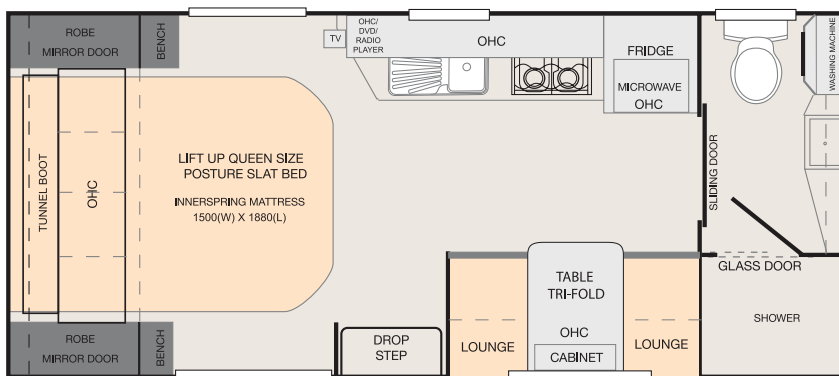 ROBE
MIRROR DOOR
BENCH
TUNNEL BOOT
OHC
LIFT UP QUEEN SIZE
POSTURE SLAT BED
INNERSPRING MATTRESS
1500(W) X 1880(L)
ROBE
MIRROR DOOR
BENCH
TV
OHC/
DVD/
RADIO
PLAYER
OHC
FRIDGE
MICROWAVE
OHC
SLIDING DOOR
WASHING MACHINE
GLASS DOOR
SHOWER
DROP
STEP
LOUNGE
TABLE
TRI-FOLD
OHC
CABINET
LOUNGE